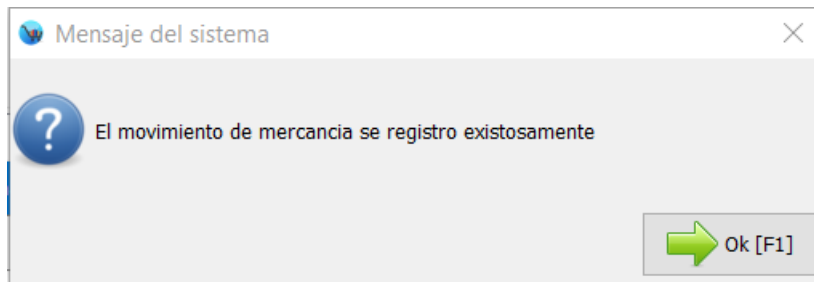 Mensaje del sistema
El movimiento de mercancia se registro existosamente
Ok [F1]